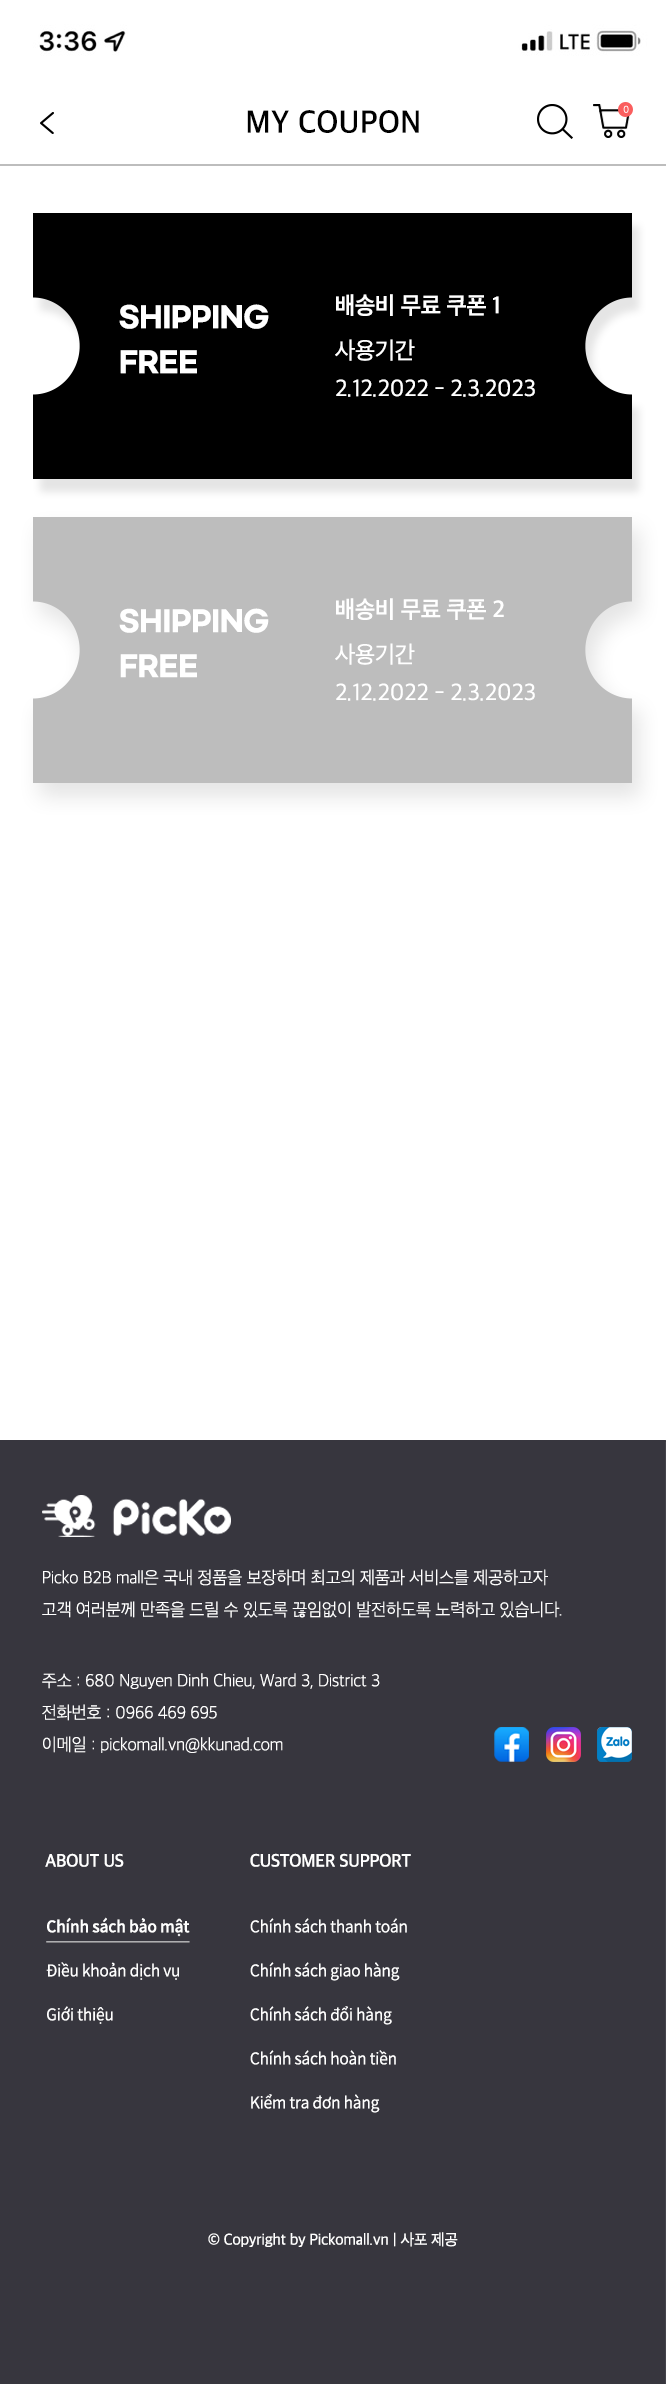 3:36
LTE
MY COUPON
0
SHIPPING
FREE
배송비 무료 쿠폰 1
사용기간
2.12.2022 - 2.3.2023
SHIPPING
FREE
배송비 무료 쿠폰 2
사용기간
2.12.2022 - 2.3.2023
PicKo
Picko B2B mall은 국내 정품을 보장하며 최고의 제품과 서비스를 제공하고자
고객 여러분께 만족을 드릴 수 있도록 끊임없이 발전하도록 노력하고 있습니다.
주소 : 680 Nguyen Dinh Chieu, Ward 3, District 3
전화번호 : 0966 469 695
이메일 : pickomall.vn@kkunad.com
Zalo
ABOUT US
Chính sách bảo mật
Điều khoản dịch vụ
Giới thiệu
CUSTOMER SUPPORT
Chính sách thanh toán
Chính sách giao hàng
Chính sách đổi hàng
Chính sách hoàn tiền
Kiểm tra đơn hàng
© Copyright by Pickomall.vn | 사포 제공